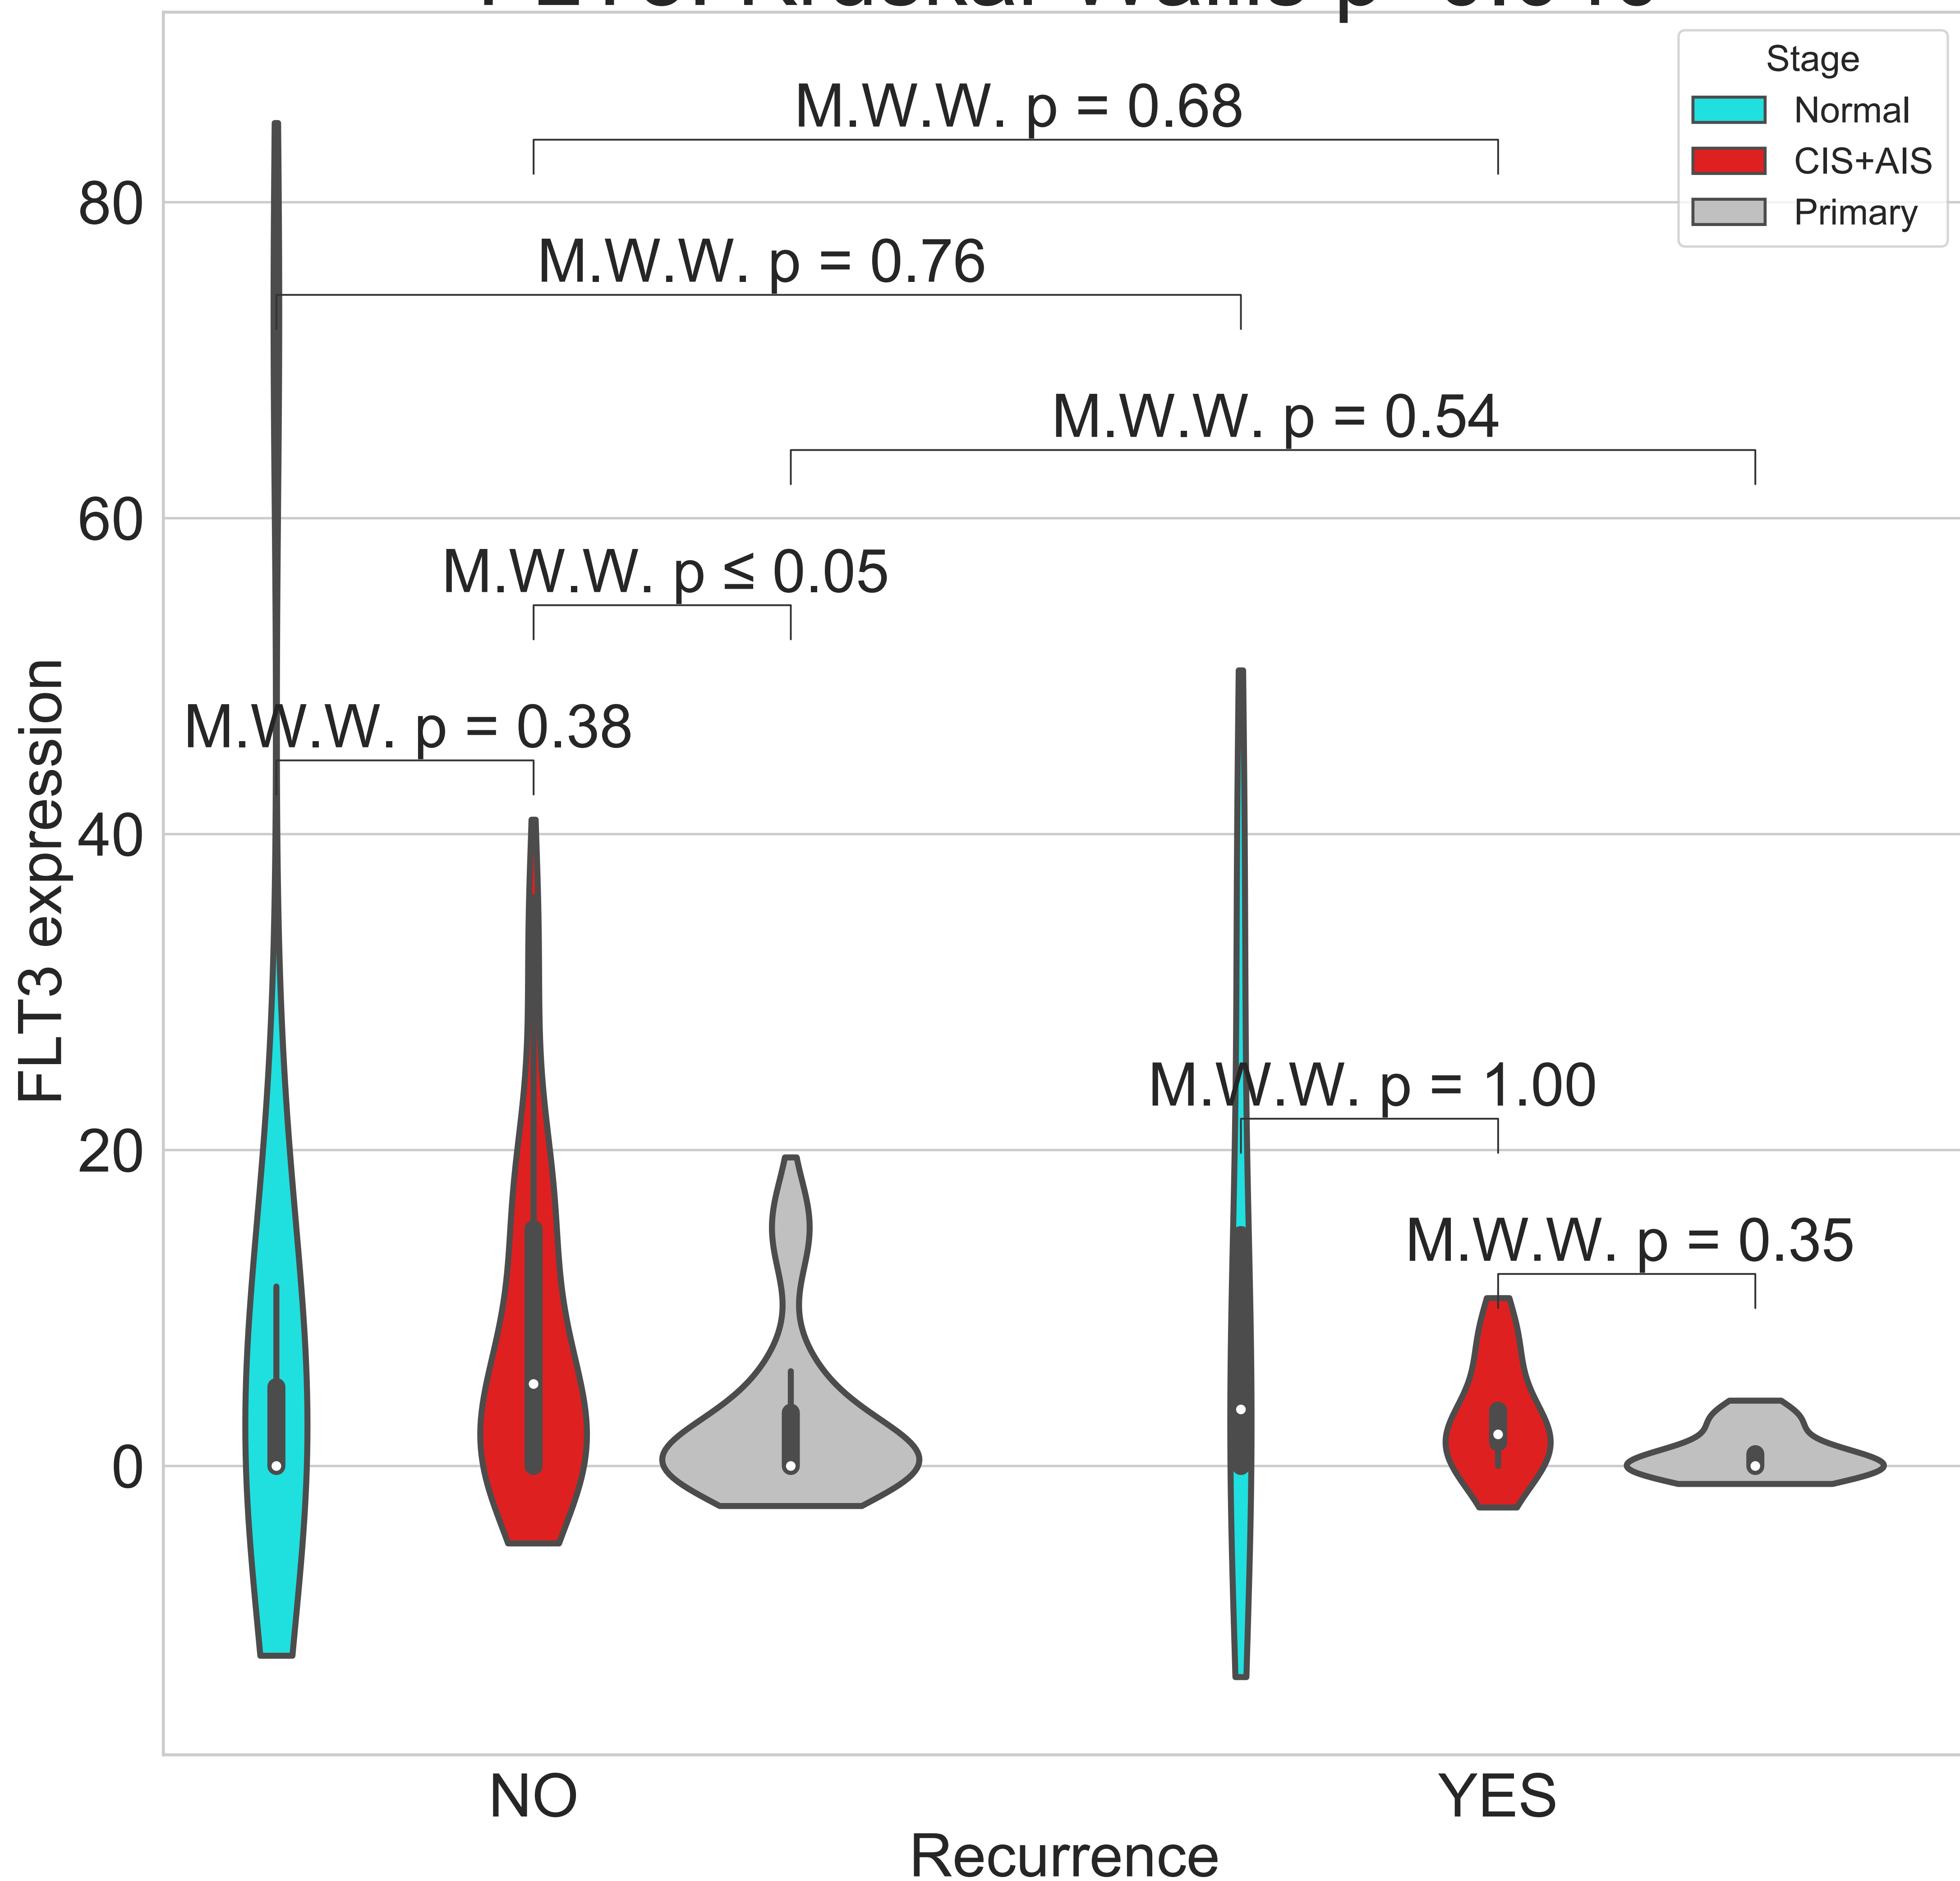 Stage
Normal
CIS+AIS
Primary
M.W.W. p = 0.68
M.W.W. p = 0.76
M.W.W. p = 0.54
M.W.W. p ≤ 0.05
M.W.W. p = 0.38
M.W.W. p = 1.00
M.W.W. p = 0.35
FLT3 expression
80
60
40
20
0
NO
YES
Recurrence